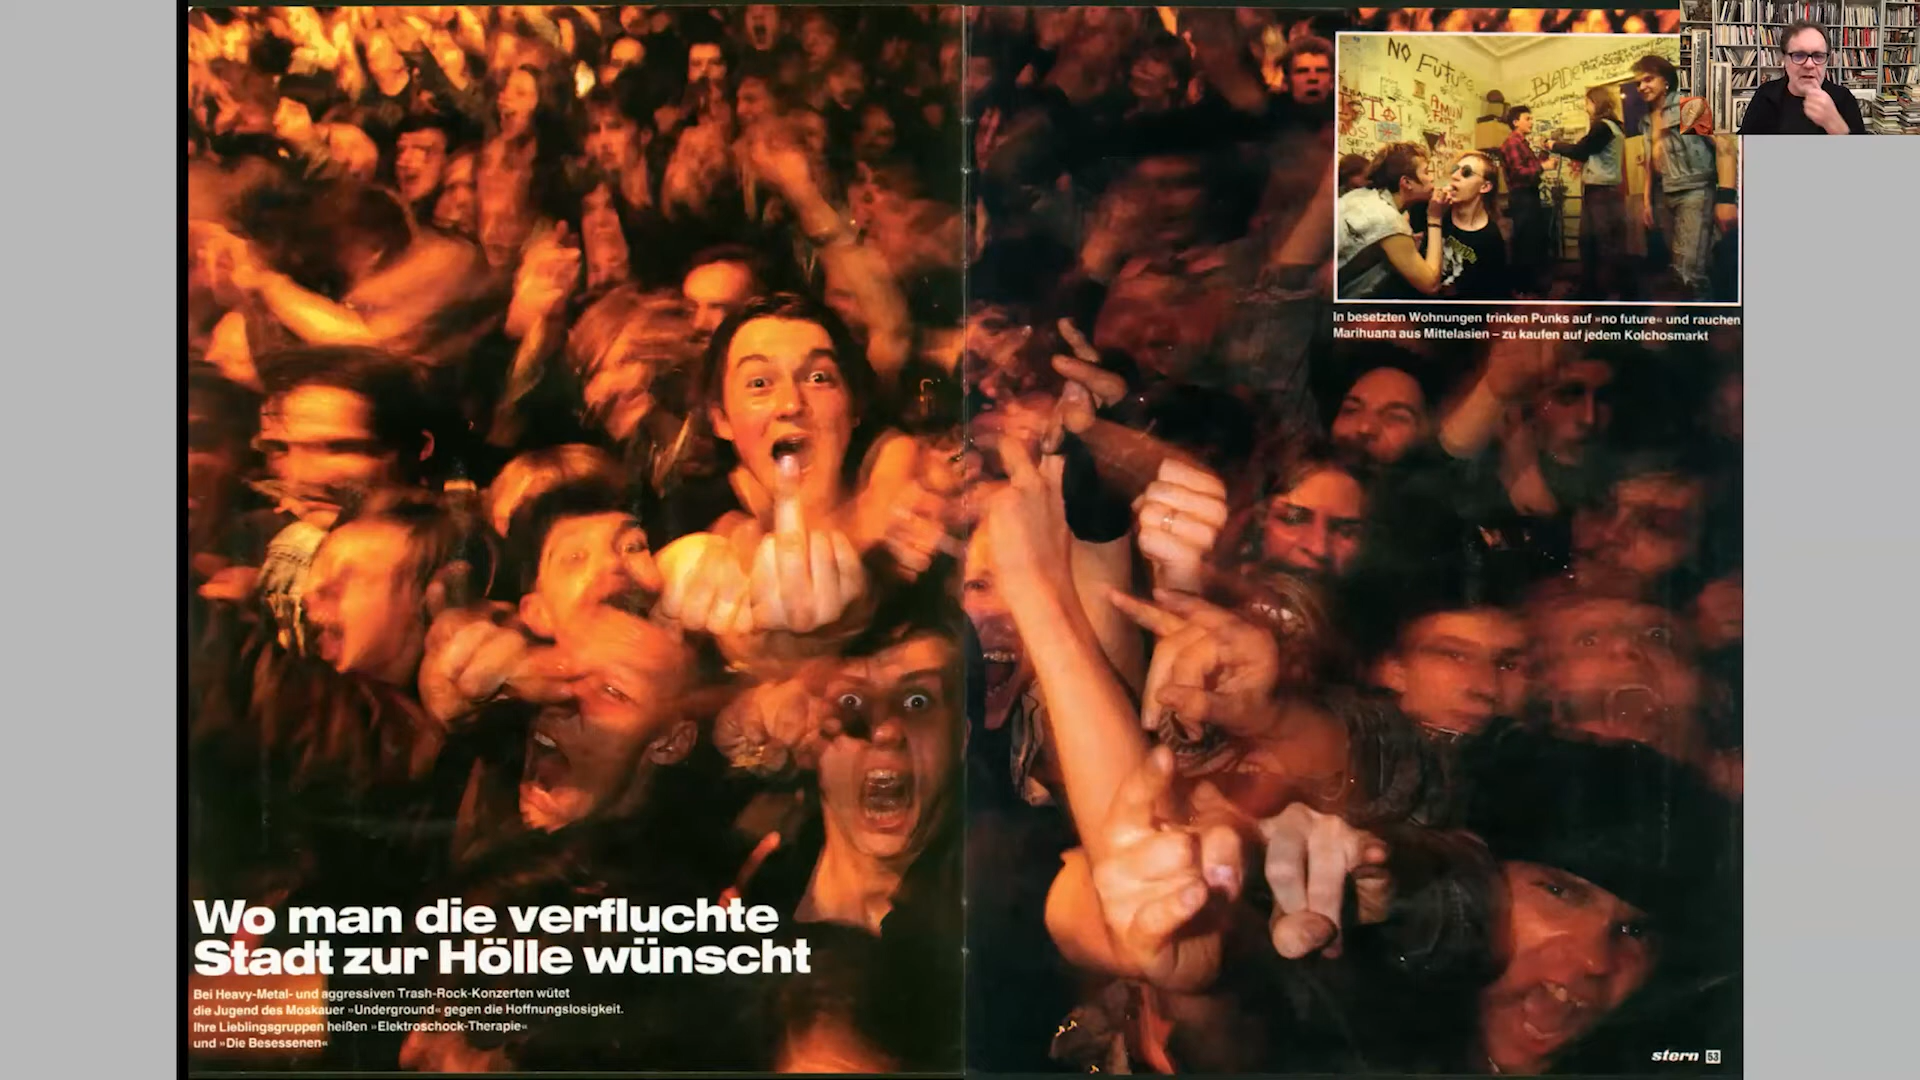 NO FUTURE
In besetzten Wohnungen trinken Punks auf »no future« und rauchen
Marihuana aus Mittelasien – zu kaufen auf jedem Kolchosmarkt
Wo man die verfluchte
Stadt zur Hölle wünscht
Bei Heavy-Metal- und aggressiven Trash-Rock-Konzerten wütet
die Jugend des Moskauer »Underground« gegen die Hoffnungslosigkeit.
Ihre Lieblingsgruppen heißen »Elektroschock-Therapie«
und »Die Besessenen«
stern 53